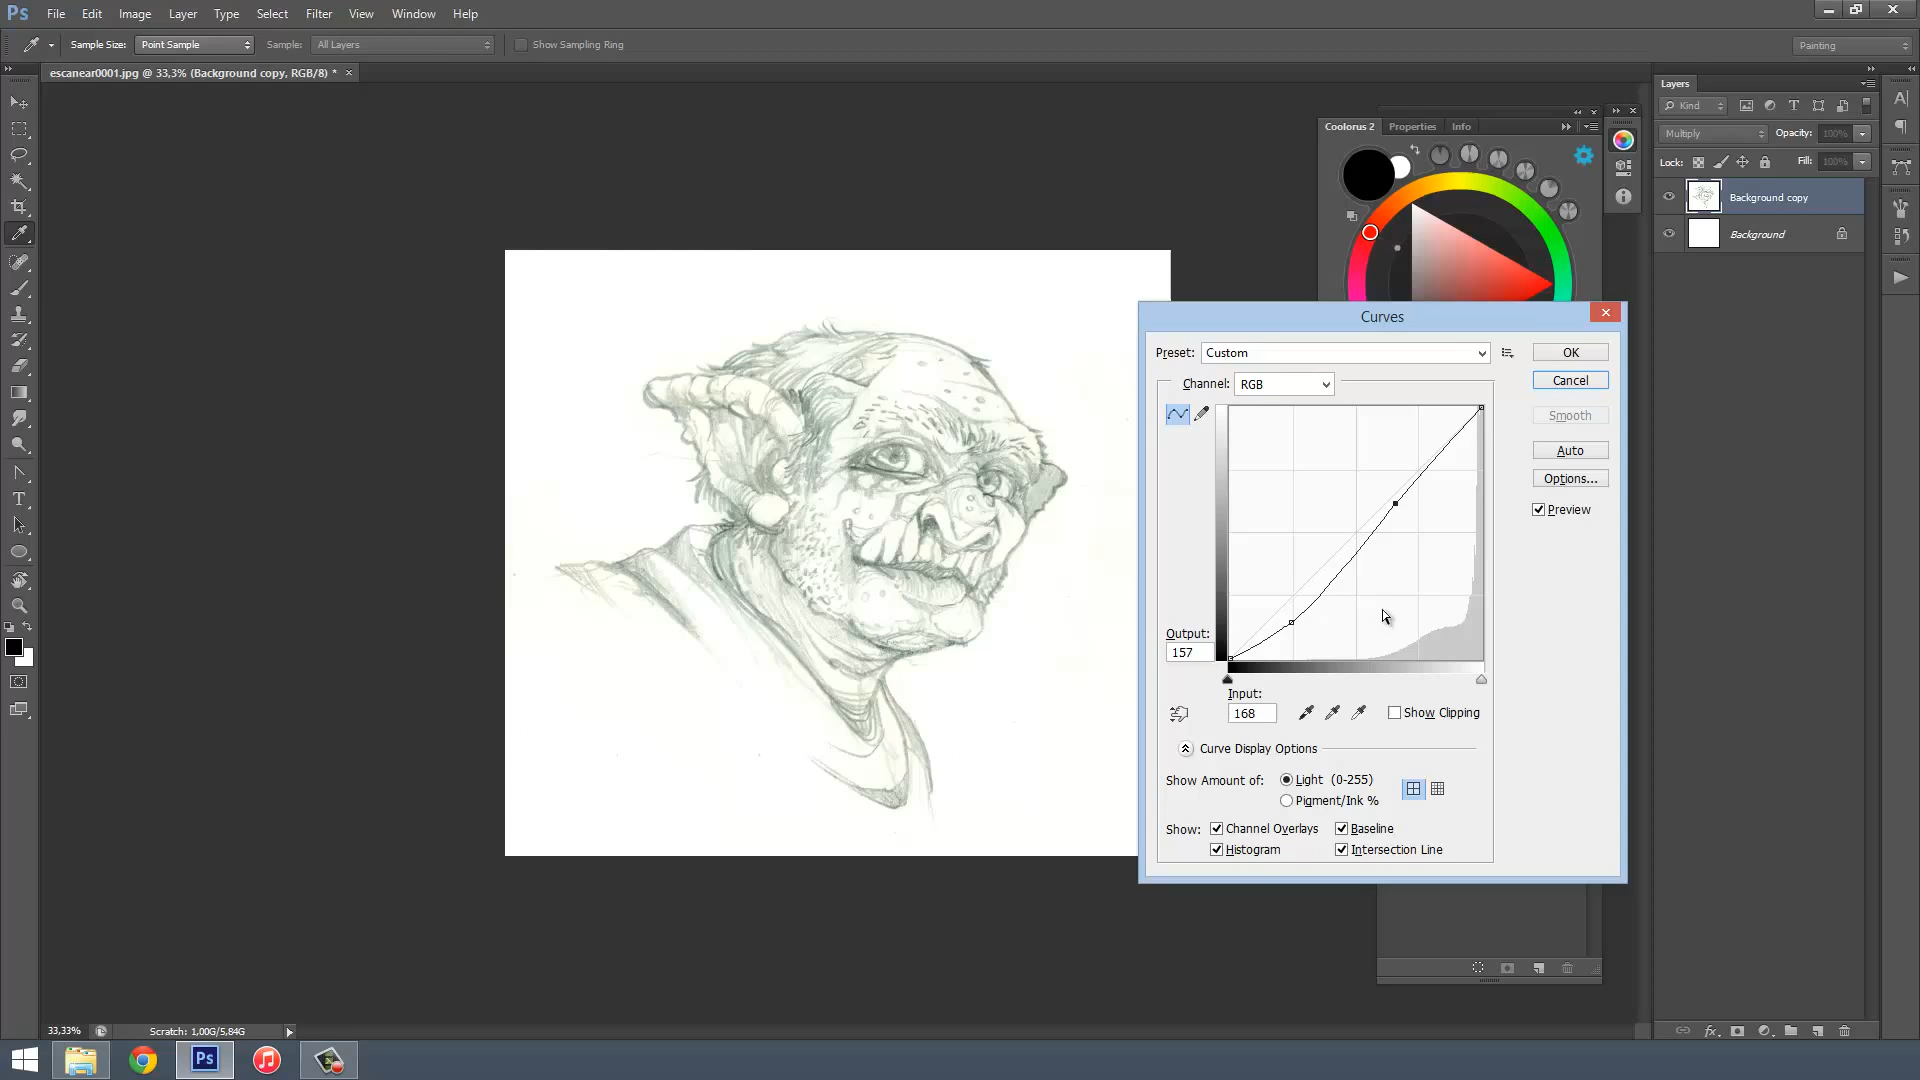 Ps File Edit Image Layer Type Select Filter View Window Help
Sample Size: Point Sample Sample: All Layers Show Sampling Ring Painting
escanear0001.jpg @ 33,3% (Background copy, RGB/8) * ×
Layers
Kind
Multiply Opacity: 100%
Lock: Fill: 100%
Background copy
Background
Coolorus 2 Properties Info
Curves
Preset: Custom OK
Channel: RGB Cancel
Smooth
Auto
Options...
Preview
Output:
157
Input:
168 Show Clipping
Curve Display Options
Show Amount of: Light (0-255)
Pigment/Ink %
Show: Channel Overlays Baseline
Histogram Intersection Line
33,33% Scratch: 1,00G/5,84G
Ps